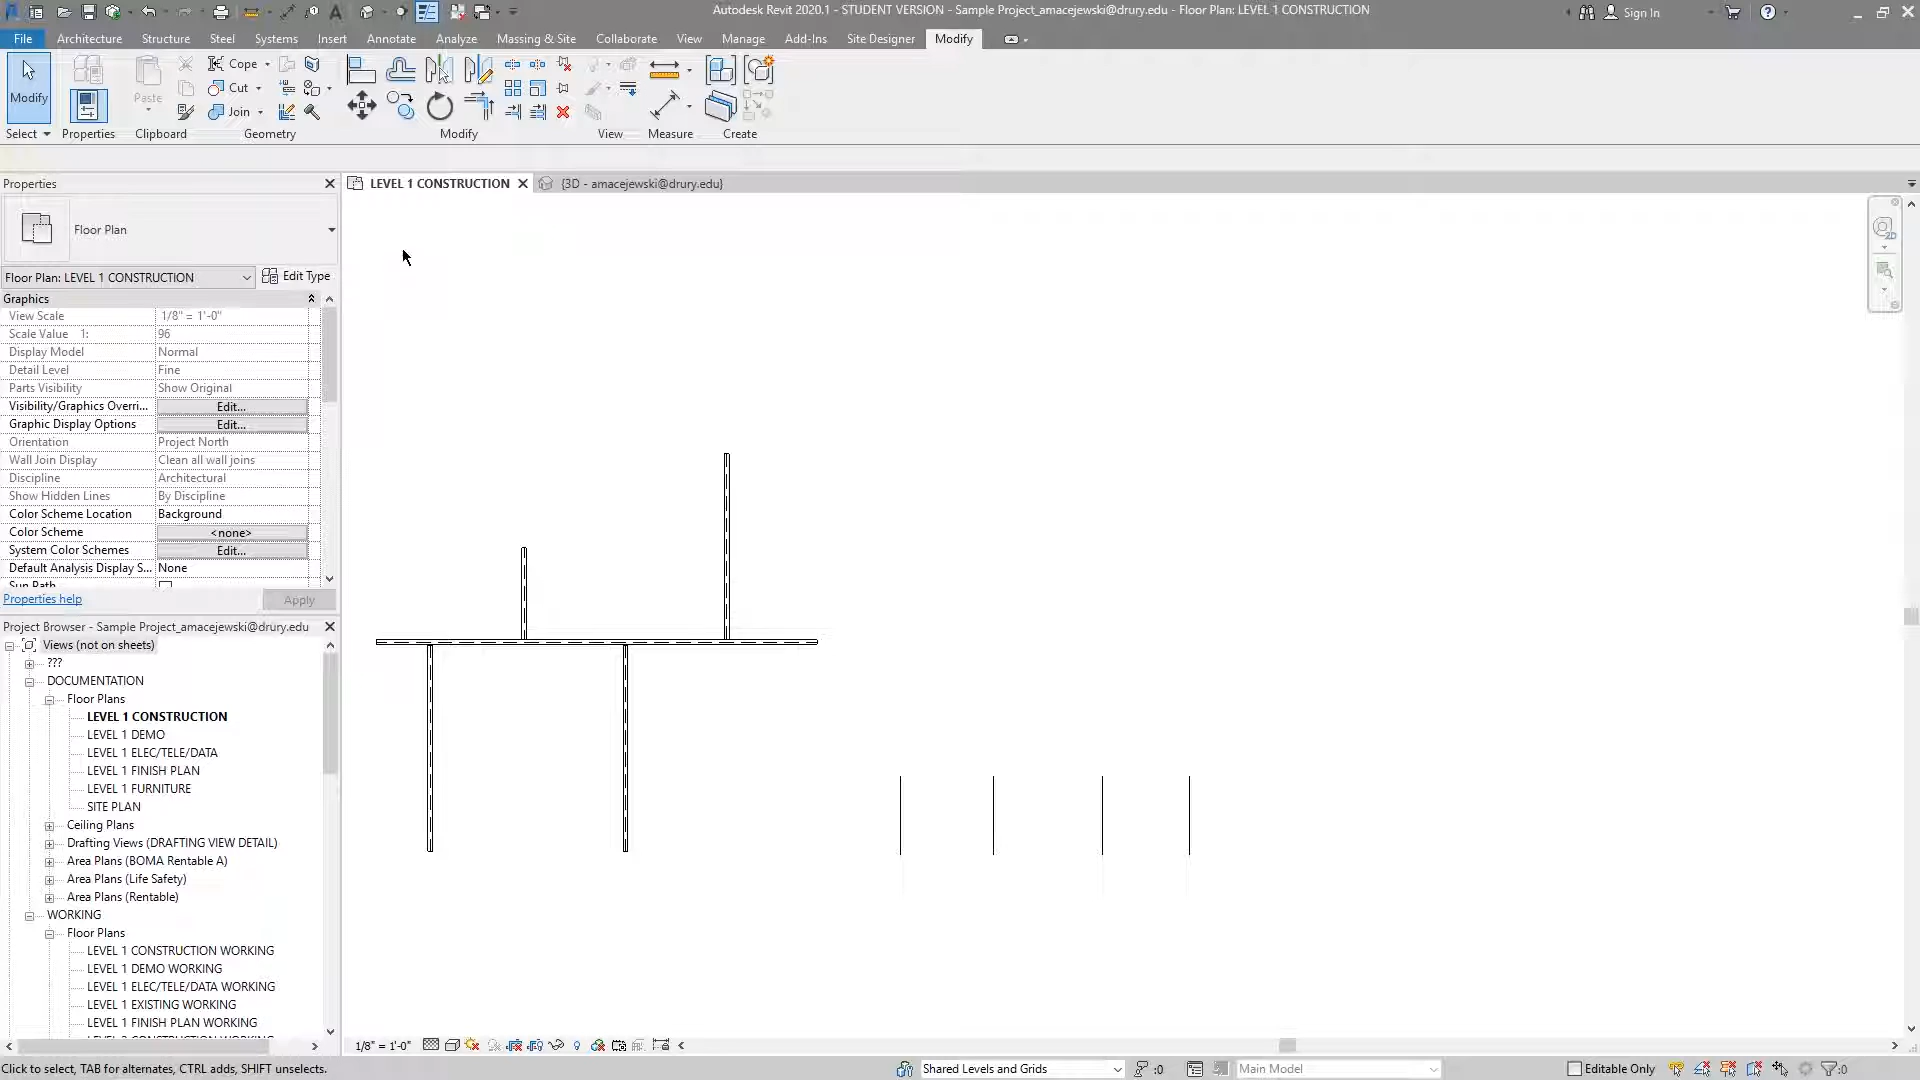 Autodesk Revit 2020.1 - STUDENT VERSION - Sample Project_amacejewski@drury.edu - Floor Plan: LEVEL 1 CONSTRUCTION
Sign In
File Architecture Structure Steel Systems Insert Annotate Analyze Massing & Site Collaborate View Manage Add-Ins Site Designer Modify
Modify
Paste
Cope
Cut
Join
Select Properties Clipboard Geometry Modify View Measure Create
Properties
LEVEL 1 CONSTRUCTION
{3D - amacejewski@drury.edu}
Floor Plan
Floor Plan: LEVEL 1 CONSTRUCTION
Edit Type
Graphics
View Scale 1/8" = 1'-0"
Scale Value 1: 96
Display Model Normal
Detail Level Fine
Parts Visibility Show Original
Visibility/Graphics Overri... Edit...
Graphic Display Options Edit...
Orientation Project North
Wall Join Display Clean all wall joins
Discipline Architectural
Show Hidden Lines By Discipline
Color Scheme Location Background
Color Scheme <none>
System Color Schemes Edit...
Default Analysis Display S... None
Sun Path
Properties help
Apply
Project Browser - Sample Project_amacejewski@drury.edu
Views (not on sheets)
???
DOCUMENTATION
Floor Plans
LEVEL 1 CONSTRUCTION
LEVEL 1 DEMO
LEVEL 1 ELEC/TELE/DATA
LEVEL 1 FINISH PLAN
LEVEL 1 FURNITURE
SITE PLAN
Ceiling Plans
Drafting Views (DRAFTING VIEW DETAIL)
Area Plans (BOMA Rentable A)
Area Plans (Life Safety)
Area Plans (Rentable)
WORKING
Floor Plans
LEVEL 1 CONSTRUCTION WORKING
LEVEL 1 DEMO WORKING
LEVEL 1 ELEC/TELE/DATA WORKING
LEVEL 1 EXISTING WORKING
LEVEL 1 FINISH PLAN WORKING
1/8" = 1'-0"
Click to select, TAB for alternates, CTRL adds, SHIFT unselects.
Shared Levels and Grids
:0
Main Model
Editable Only
:0